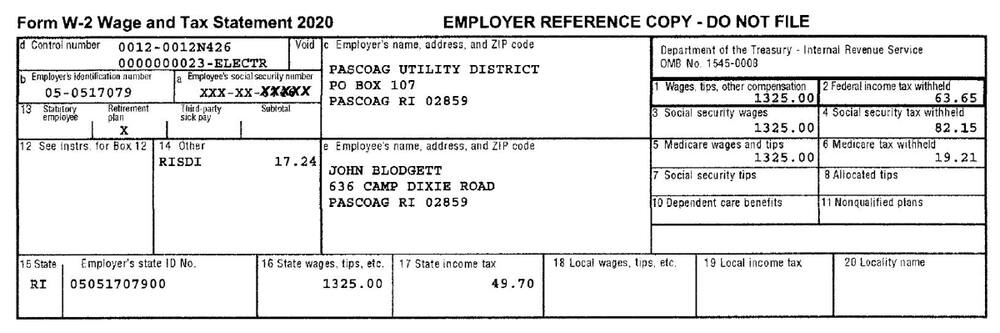 Form W-2 Wage and Tax Statement 2020
EMPLOYER REFERENCE COPY - DO NOT FILE
d Control number
0012-0012N426
0000000023-ELECTR
Void
c Employer's name, address, and ZIP code
PASCOAG UTILITY DISTRICT
PO BOX 107
PASCOAG RI 02859
Department of the Treasury - Internal Revenue Service
OMB No. 1545-0008
b Employer's identification number
05-0517079
a Employee's social security number
XXX-XX-
1 Wages, tips, other compensation
1325.00
2 Federal income tax withheld
63.65
13 Statutory employee
Retirement plan
X
Third-party sick pay
Subtotal
3 Social security wages
1325.00
4 Social security tax withheld
82.15
12 See instrs. for Box 12
14 Other
RISDI 17.24
e Employee's name, address, and ZIP code
JOHN BLODGETT
636 CAMP DIXIE ROAD
PASCOAG RI 02859
5 Medicare wages and tips
1325.00
6 Medicare tax withheld
19.21
7 Social security tips
8 Allocated tips
10 Dependent care benefits
11 Nonqualified plans
15 State
RI
Employer's state ID No.
05051707900
16 State wages, tips, etc.
1325.00
17 State income tax
49.70
18 Local wages, tips, etc.
19 Local income tax
20 Locality name